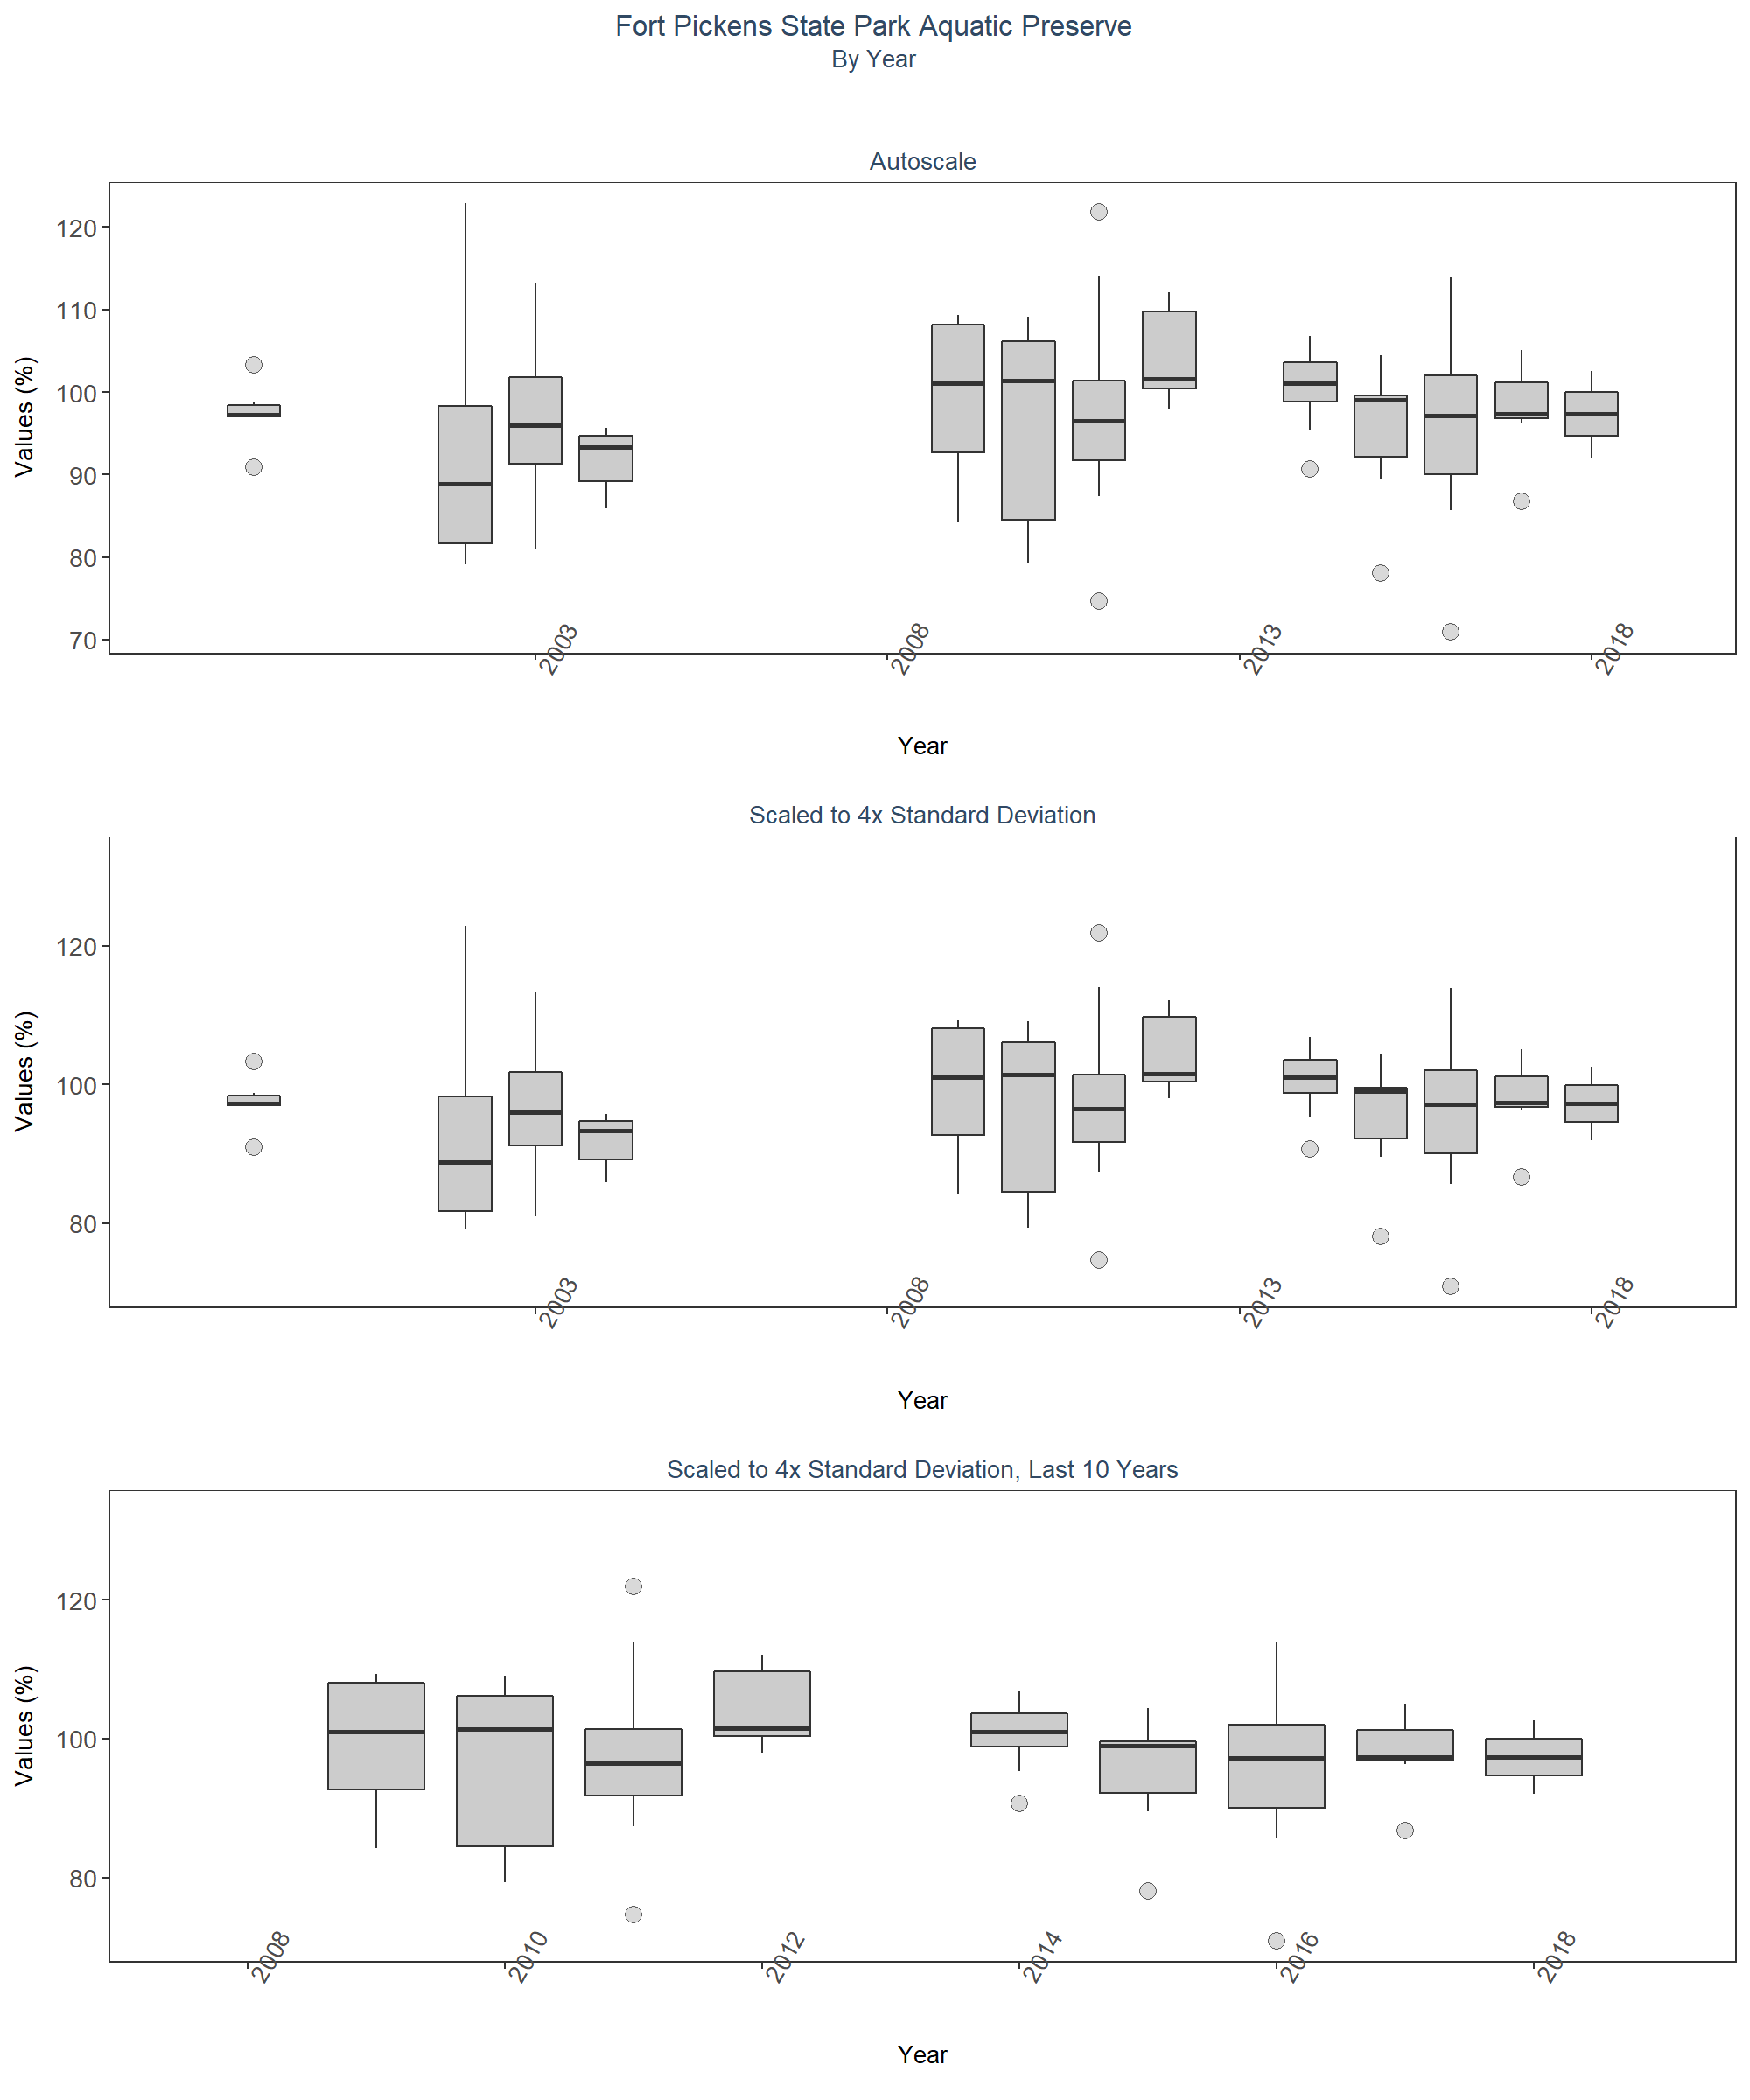 Fort Pickens State Park Aquatic Preserve
By Year
Autoscale
Values (%)
120
110
100
90
80
70
2003
2008
2013
2018
Year
Scaled to 4x Standard Deviation
Values (%)
120
100
80
2003
2008
2013
2018
Year
Scaled to 4x Standard Deviation, Last 10 Years
Values (%)
120
100
80
2008
2010
2012
2014
2016
2018
Year